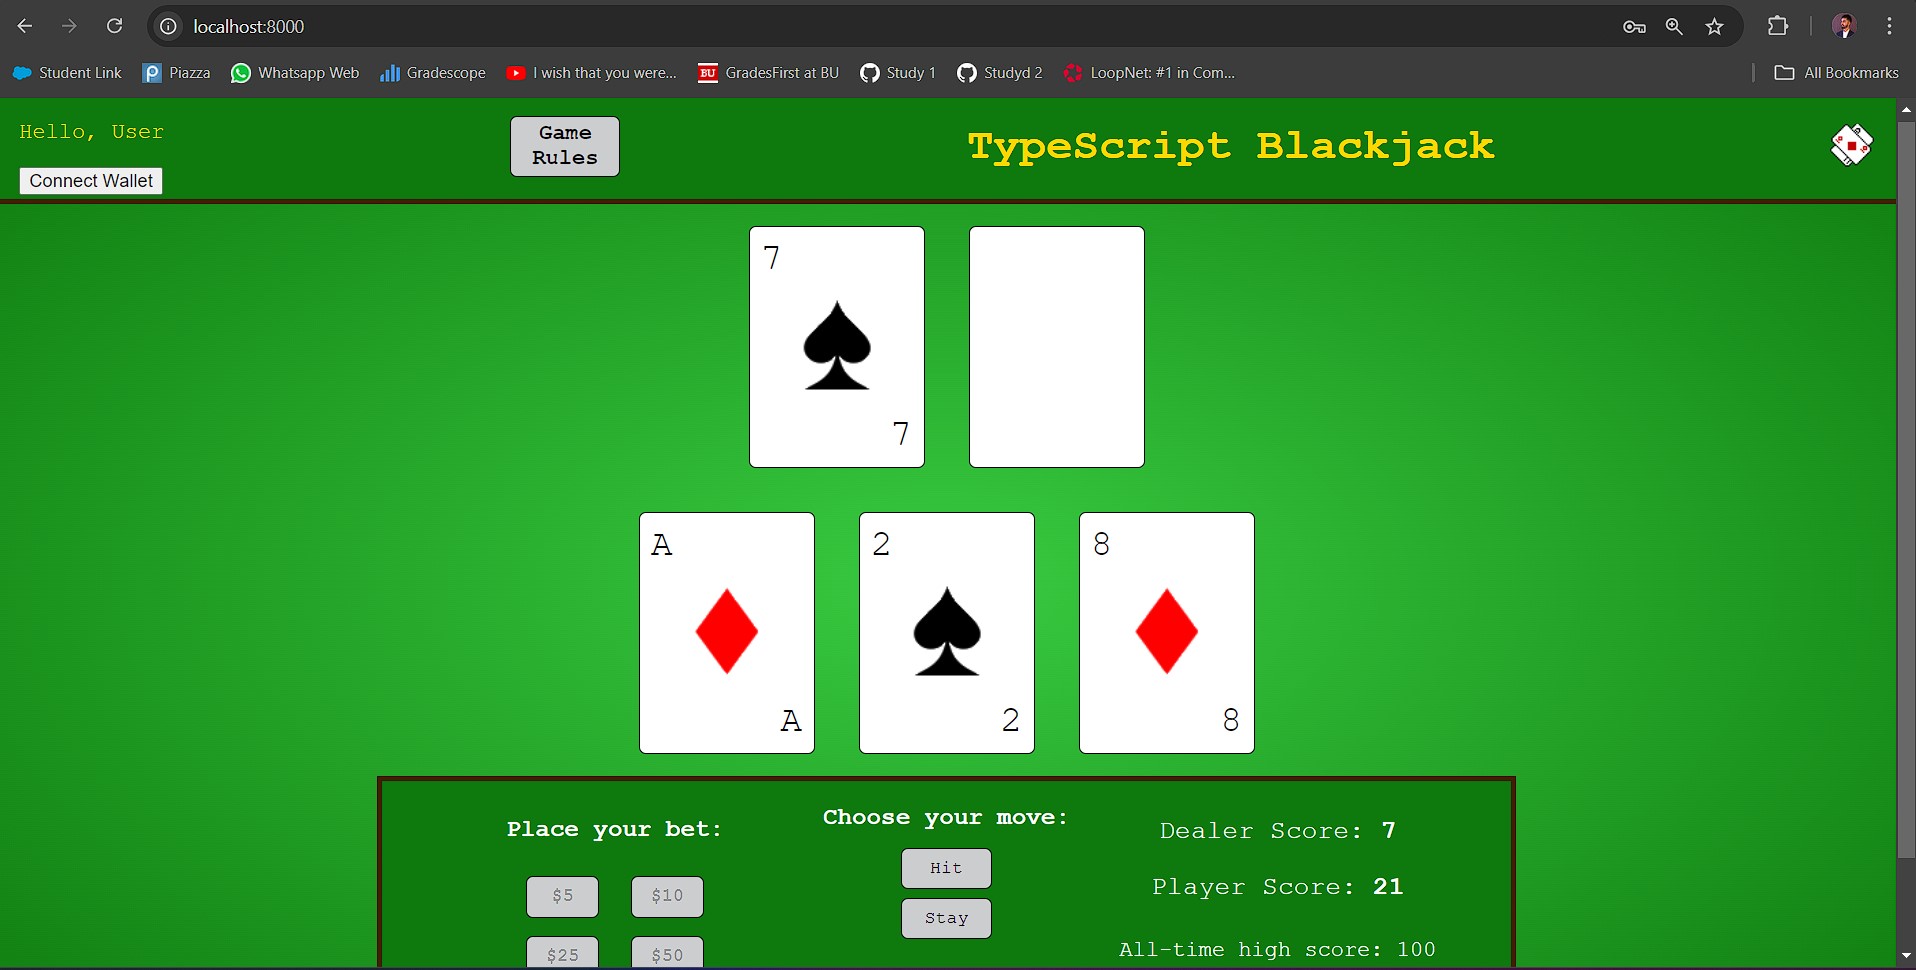 localhost:8000
Student Link
Piazza
Whatsapp Web
Gradescope
I wish that you were...
BU
GradesFirst at BU
Study 1
Studyd 2
LoopNet: #1 in Com...
All Bookmarks
Hello, User
Connect Wallet
Game
Rules
TypeScript Blackjack
7
7
A
A
2
2
8
8
Place your bet:
$5
$10
$25
$50
Choose your move:
Hit
Stay
Dealer Score: 7
Player Score: 21
All-time high score: 100